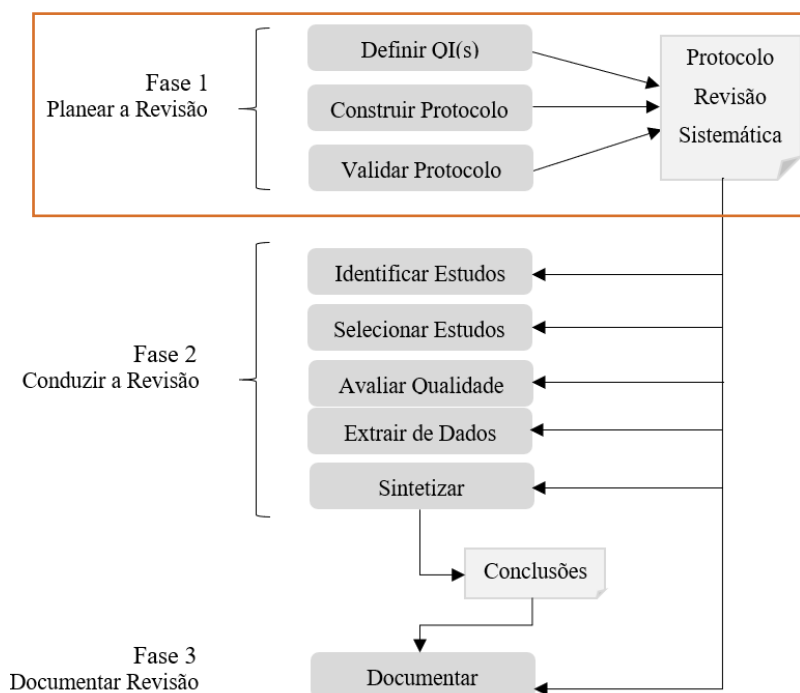 Fase 1
Planear a Revisão
Definir QI(s)
Construir Protocolo
Validar Protocolo
Protocolo
Revisão
Sistemática
Fase 2
Conduzir a Revisão
Identificar Estudos
Selecionar Estudos
Avaliar Qualidade
Extrair de Dados
Sintetizar
Conclusões
Fase 3
Documentar Revisão
Documentar